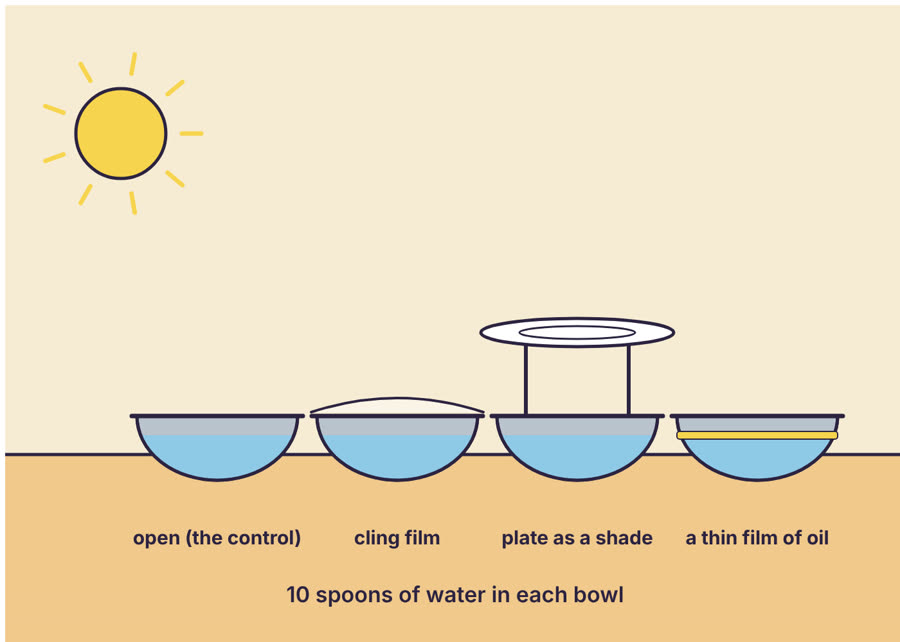 open (the control)
cling film
plate as a shade
a thin film of oil
10 spoons of water in each bowl